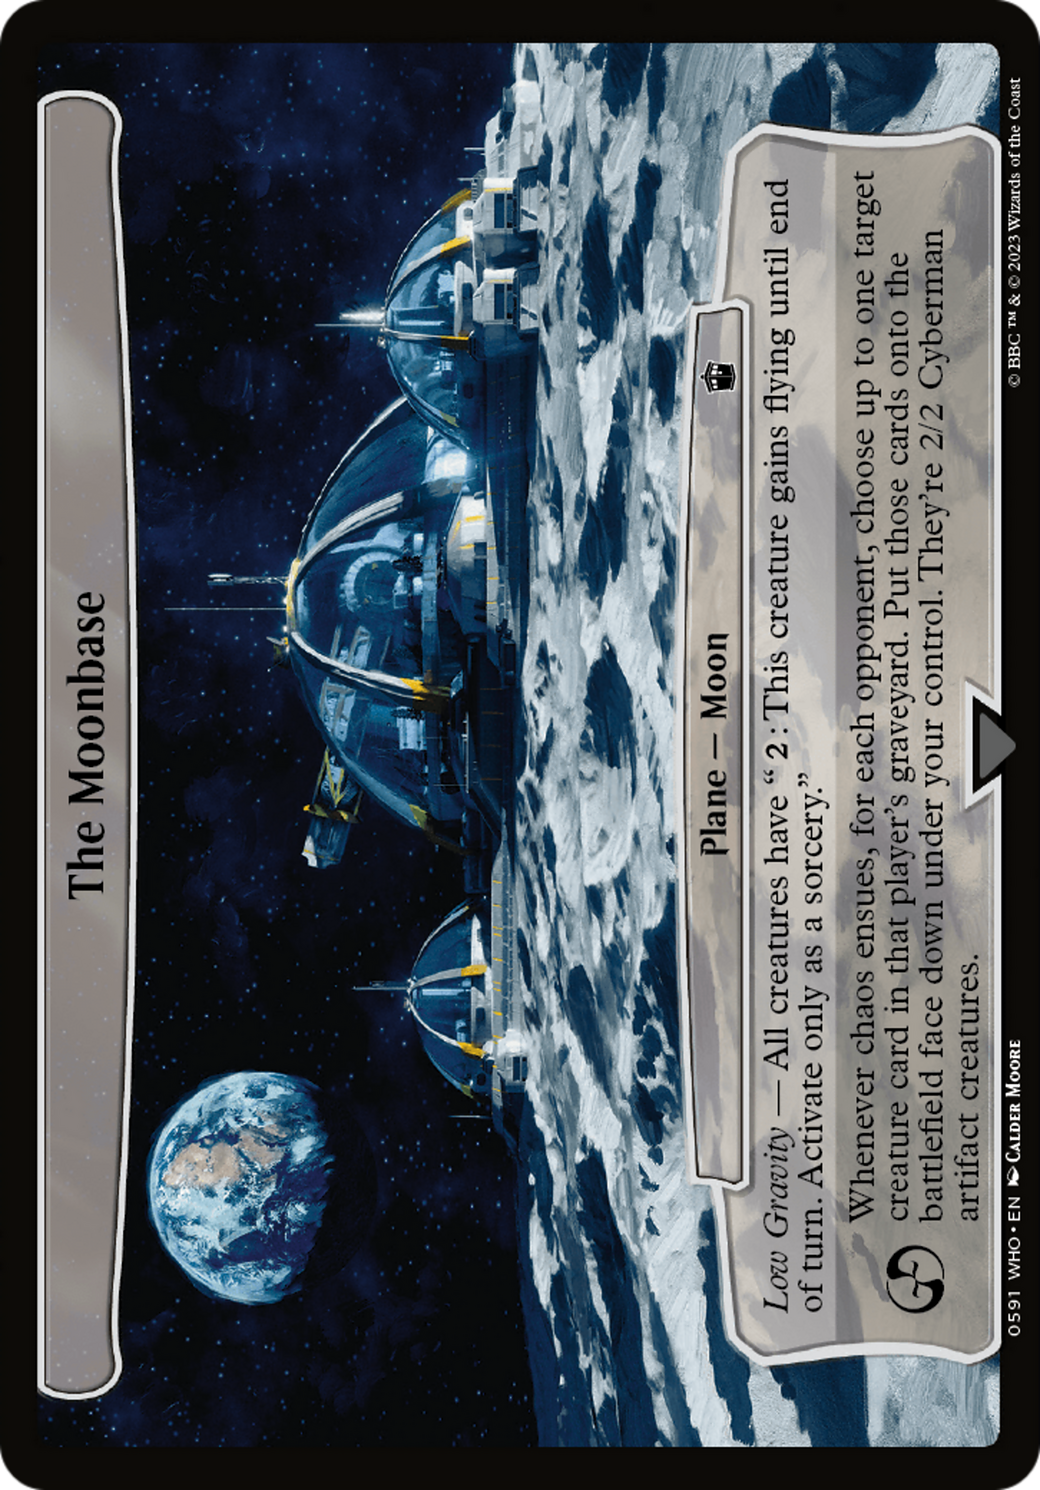 The Moonbase
Plane — Moon
Low Gravity — All creatures have “2: This creature gains flying until end
of turn. Activate only as a sorcery.”
Whenever chaos ensues, for each opponent, choose up to one target
creature card in that player’s graveyard. Put those cards onto the
battlefield face down under your control. They’re 2/2 Cyberman
artifact creatures.
0591 WHO • EN CALDER MOORE
© BBC ™ & © 2023 Wizards of the Coast